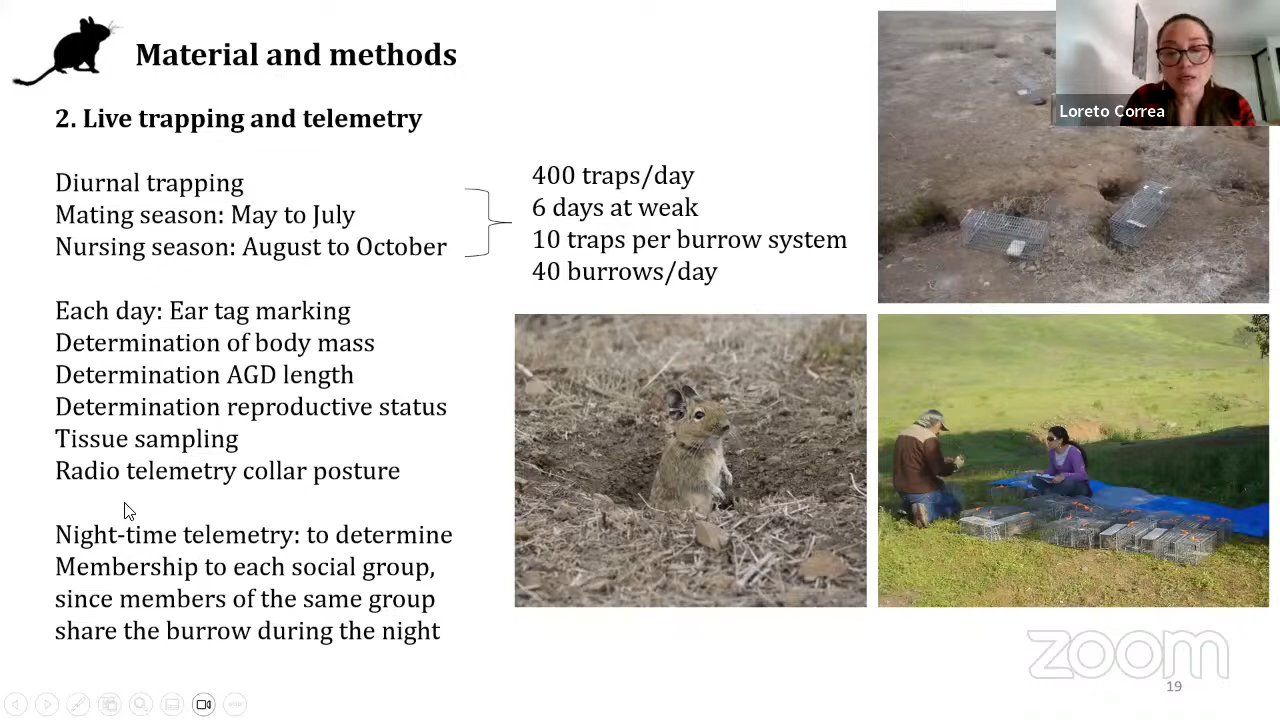 Material and methods
2. Live trapping and telemetry
Diurnal trapping
Mating season: May to July
Nursing season: August to October
400 traps/day
6 days at weak
10 traps per burrow system
40 burrows/day
Each day: Ear tag marking
Determination of body mass
Determination AGD length
Determination reproductive status
Tissue sampling
Radio telemetry collar posture
Night-time telemetry: to determine
Membership to each social group,
since members of the same group
share the burrow during the night
Loreto Correa
zoom
19